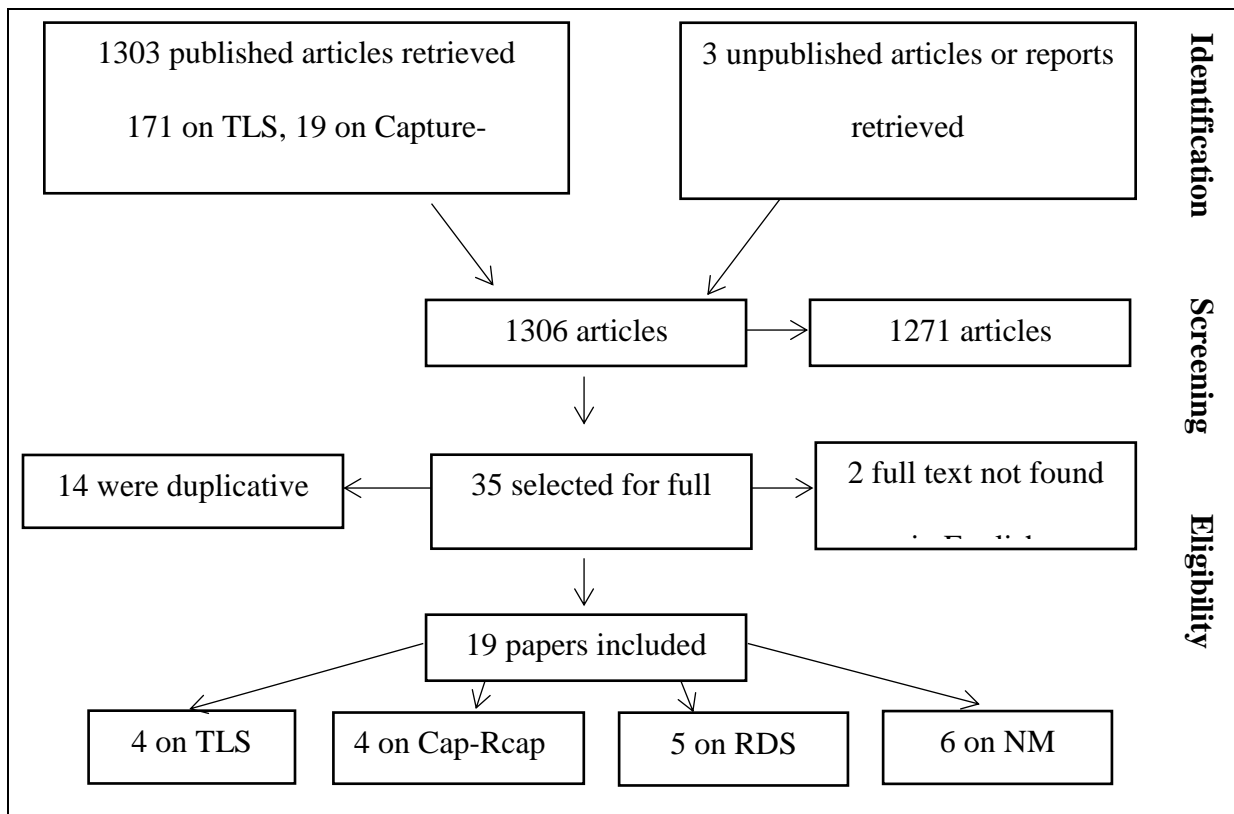 1303 published articles retrieved
171 on TLS, 19 on Capture-
3 unpublished articles or reports
retrieved
Identification
1306 articles
1271 articles
Screening
14 were duplicative
35 selected for full
2 full text not found
Eligibility
19 papers included
4 on TLS
4 on Cap-Rcap
5 on RDS
6 on NM